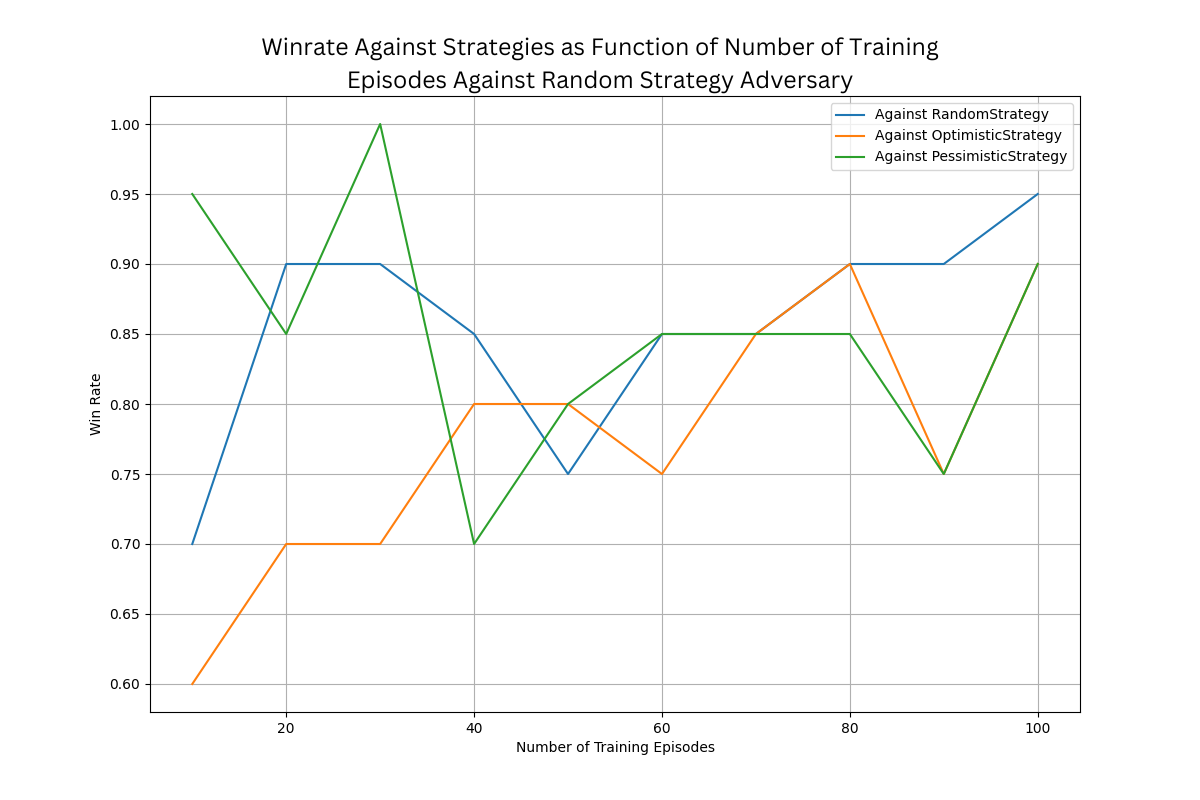 Winrate Against Strategies as Function of Number of Training
Episodes Against Random Strategy Adversary
Against RandomStrategy
Against OptimisticStrategy
Against PessimisticStrategy
1.00
0.95
0.90
0.85
0.80
0.75
0.70
0.65
0.60
Win Rate
20 40 60 80 100
Number of Training Episodes